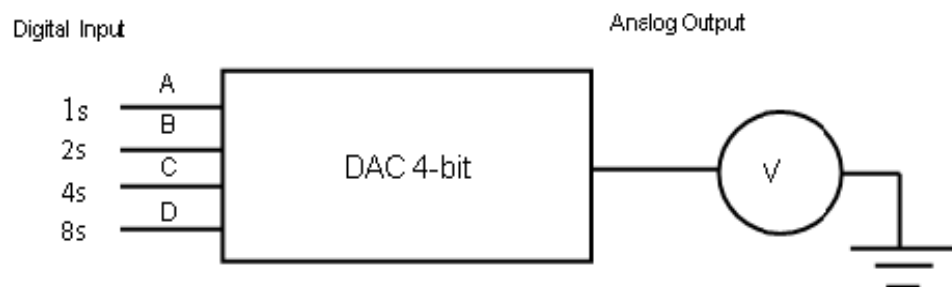 Digital Input
Analog Output
A
1s
B
2s
C
4s
D
8s
DAC 4-bit
V